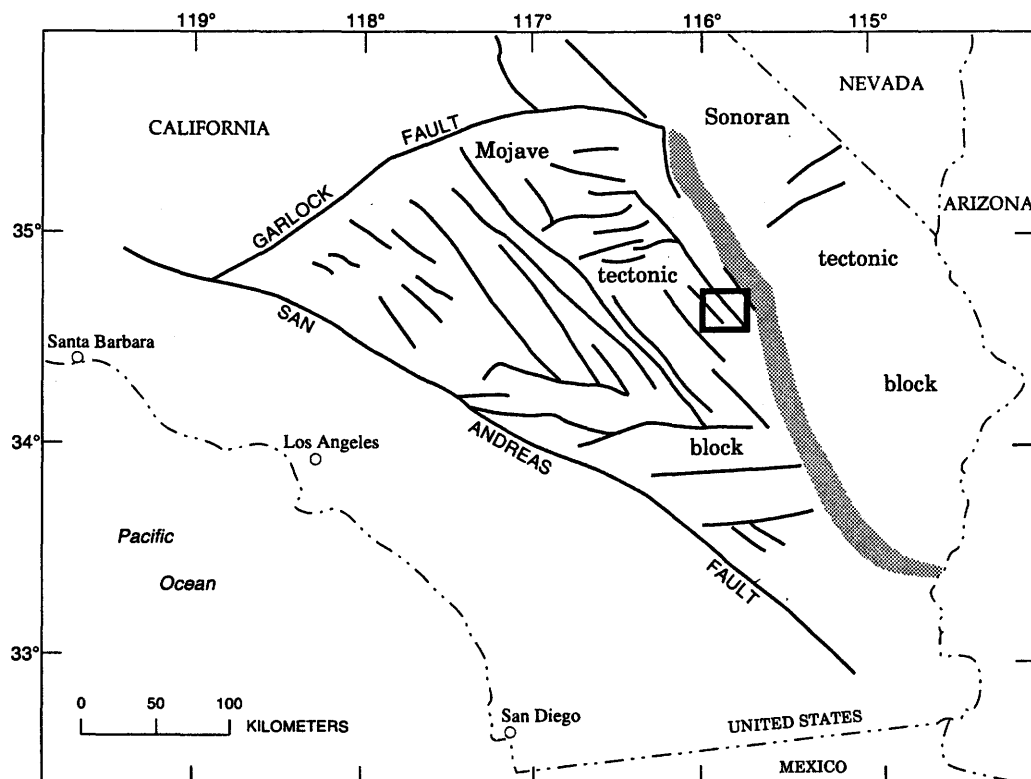 119° 118° 117° 116° 115°
NEVADA
CALIFORNIA
FAULT
Sonoran
Mojave
GARLOCK
ARIZONA
35°
tectonic
tectonic
SAN
Santa Barbara
block
34°
Los Angeles
ANDREAS
block
Pacific
Ocean
FAULT
33°
0 50 100
KILOMETERS
San Diego
UNITED STATES
MEXICO